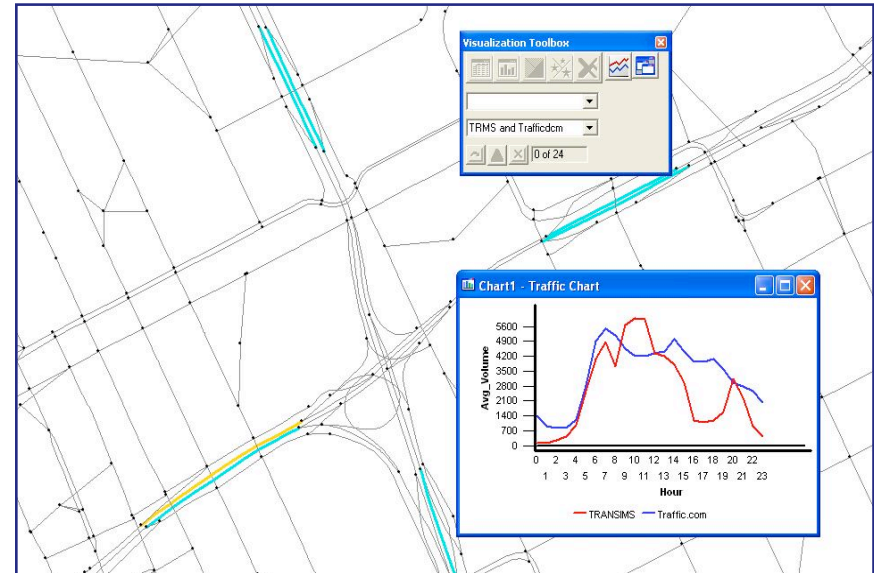 Visualization Toolbox
TRMS and Trafficdcm
0 of 24
Chart1 - Traffic Chart
Avg_Volume
5600
4900
4200
3500
2800
2100
1400
700
0
0 2 4 6 8 10 12 14 16 18 20 22
1 3 5 7 9 11 13 15 17 19 21 23
Hour
TRANSIMS Traffic.com